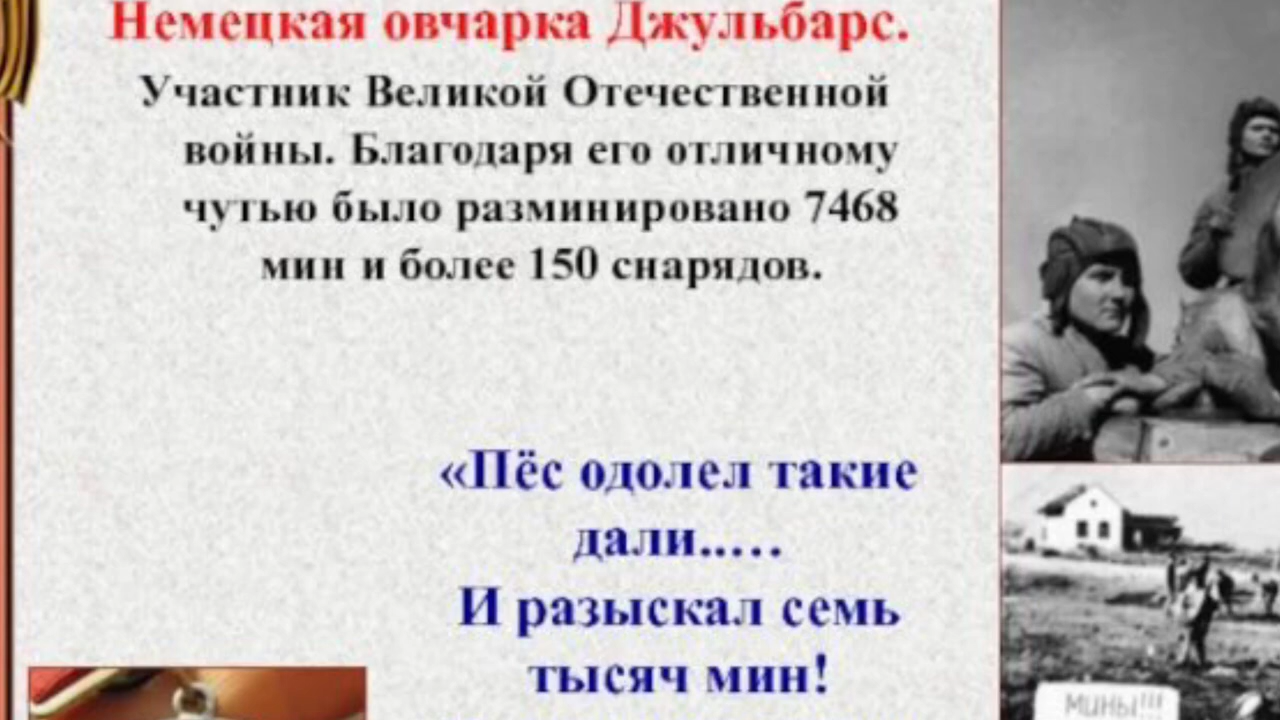 Немецкая овчарка Джульбарс.
Участник Великой Отечественной
войны. Благодаря его отличному
чутью было разминировано 7468
мин и более 150 снарядов.
«Пёс одолел такие
дали..…
И разыскал семь
тысяч мин!
МИНЫ!!!